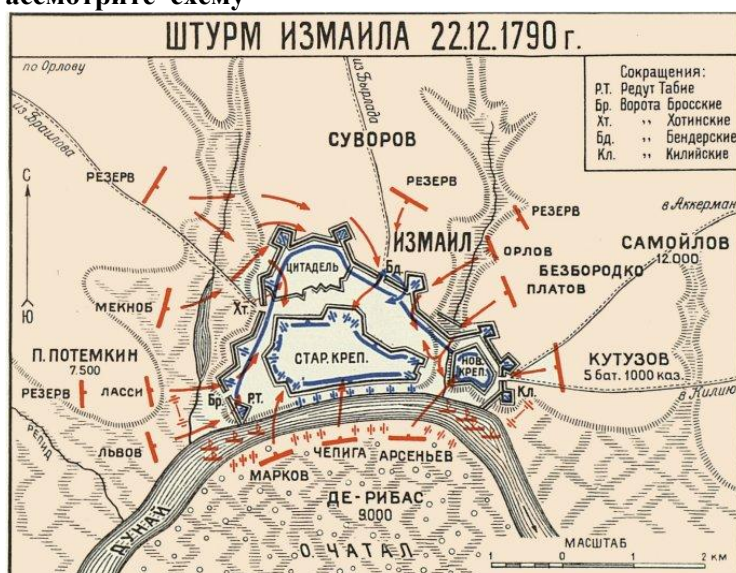 ассмотрите схему
ШТУРМ ИЗМАИЛА 22.12.1790 г.
по Орлову
из Браилова
из Бырлада
Сокращения:
Р.Т. Редут Табие
Бр. Ворота Бросские
Хт. „ Хотинские
Бд. „ Бендерские
Кл. „ Килийские
СУВОРОВ
РЕЗЕРВ
РЕЗЕРВ
РЕЗЕРВ
в Аккерман
С
ИЗМАИЛ
ОРЛОВ
САМОЙЛОВ
12.000
БЕЗБОРОДКО
ПЛАТОВ
ЦИТАДЕЛЬ
Бд.
МЕКНОБ
Хт.
Ю
П. ПОТЕМКИН
7.500
СТАР. КРЕП.
НОВ. КРЕП.
КУТУЗОВ
5 бат. 1000 каз.
РЕЗЕРВ
ЛАССИ
Бр.
Р.Т.
Кл.
в Килию
РЕПИД
ЛЬВОВ
МАРКОВ
ЧЕПИГА
АРСЕНЬЕВ
ДЕ-РИБАС
9000
ДУНАЙ
О. ЧАТАЛ
МАСШТАБ
1 0 1 2 КМ